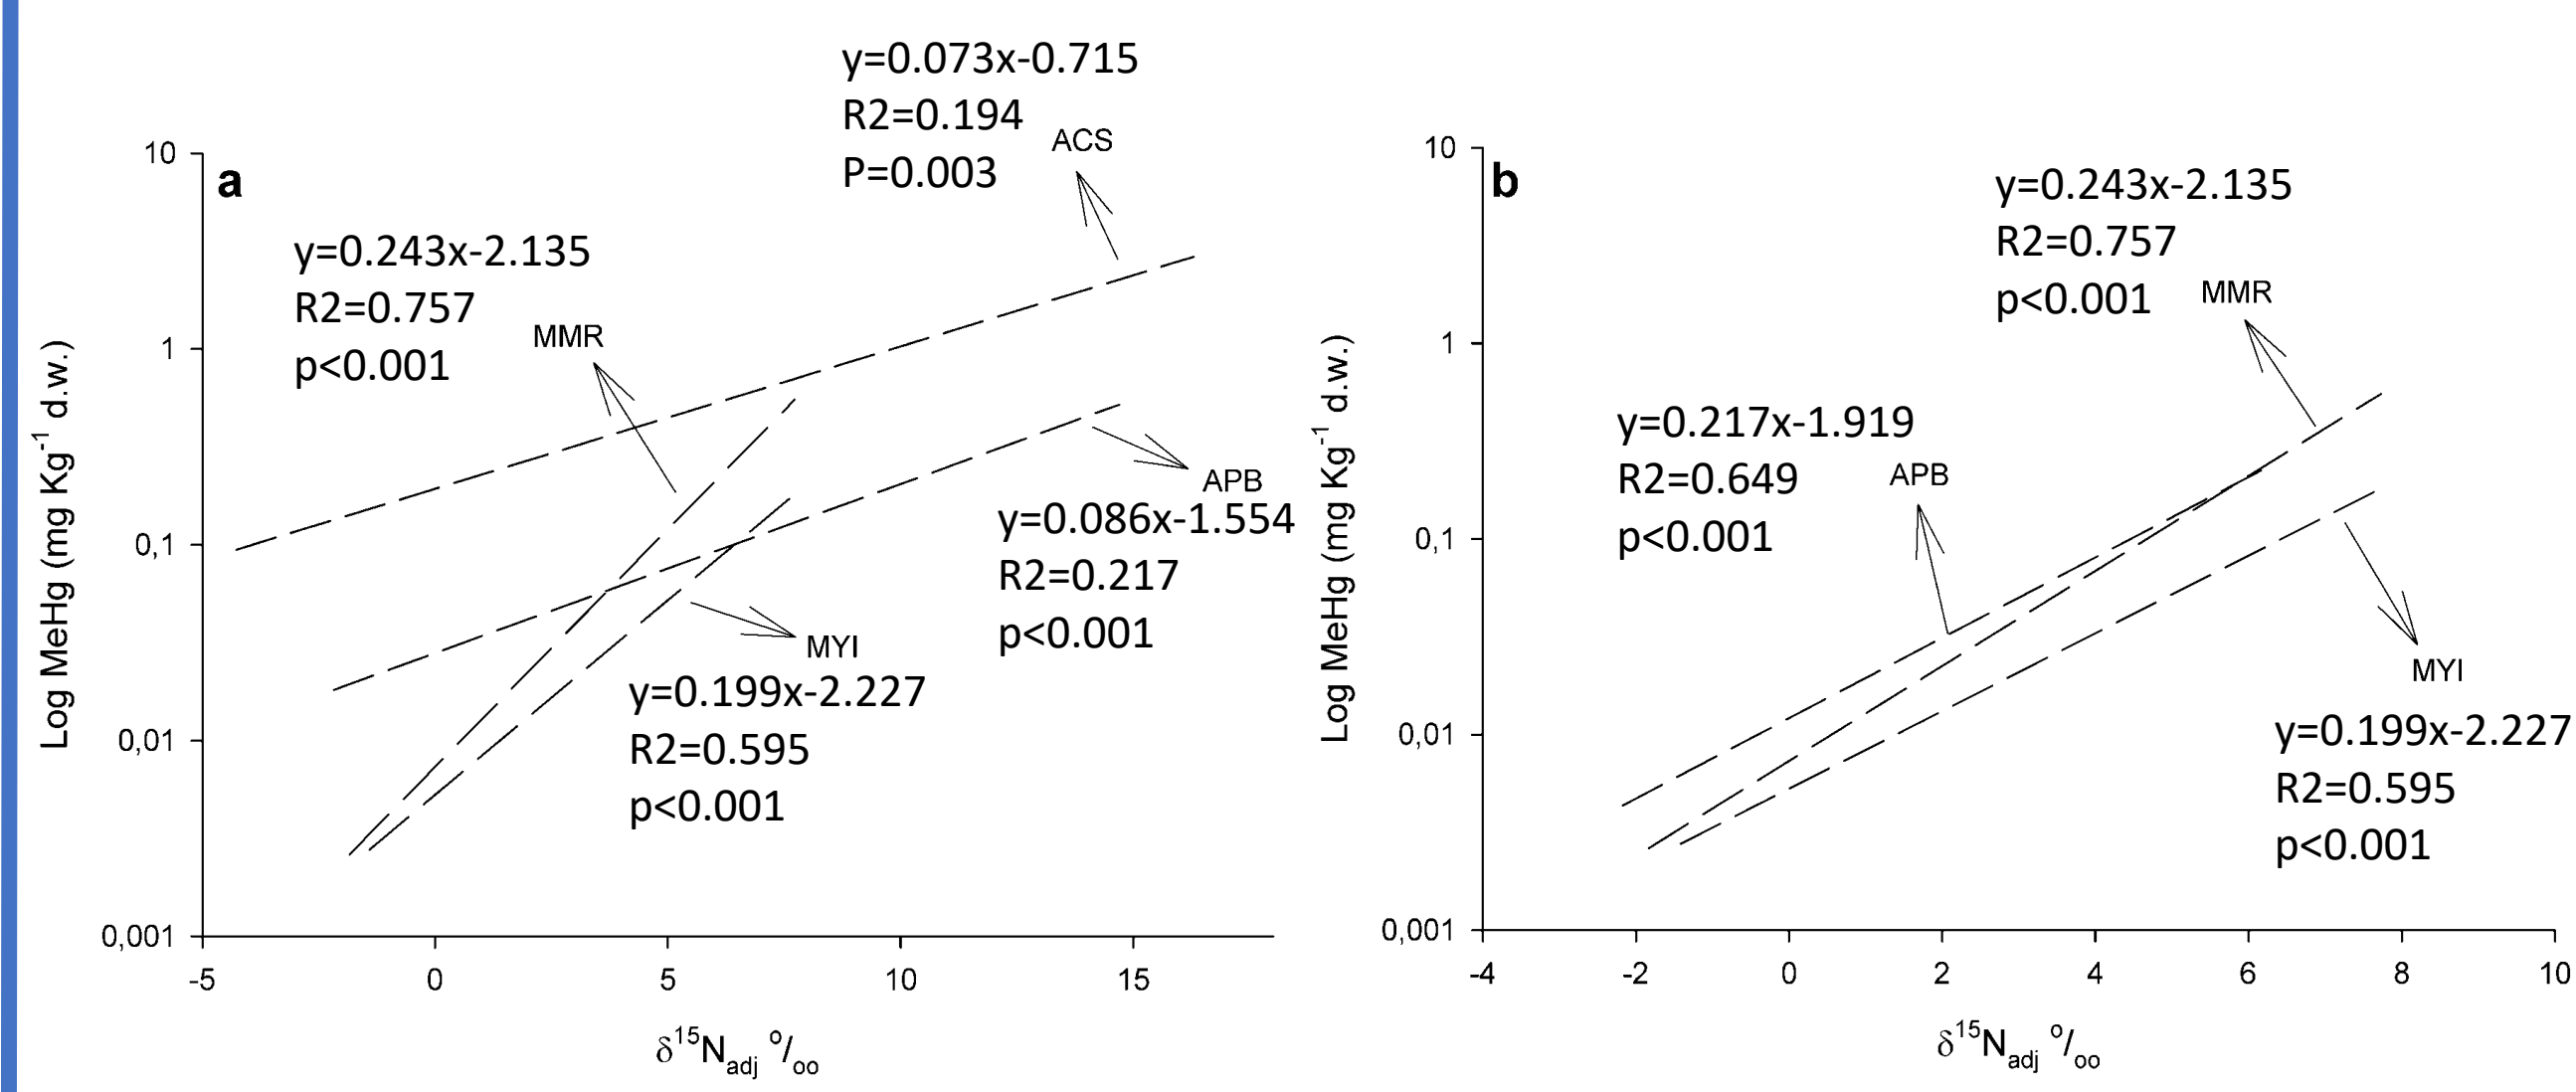 a
y=0.073x-0.715
R2=0.194
P=0.003
ACS
y=0.243x-2.135
R2=0.757
p<0.001
MMR
APB
y=0.086x-1.554
R2=0.217
p<0.001
MYI
y=0.199x-2.227
R2=0.595
p<0.001
10
1
0,1
0,01
0,001
Log MeHg (mg Kg⁻¹ d.w.)
-5 0 5 10 15
δ¹⁵Nadj º/oo
b
y=0.243x-2.135
R2=0.757
p<0.001
MMR
y=0.217x-1.919
R2=0.649
p<0.001
APB
MYI
y=0.199x-2.227
R2=0.595
p<0.001
10
1
0,1
0,01
0,001
Log MeHg (mg Kg⁻¹ d.w.)
-4 -2 0 2 4 6 8 10
δ¹⁵Nadj º/oo